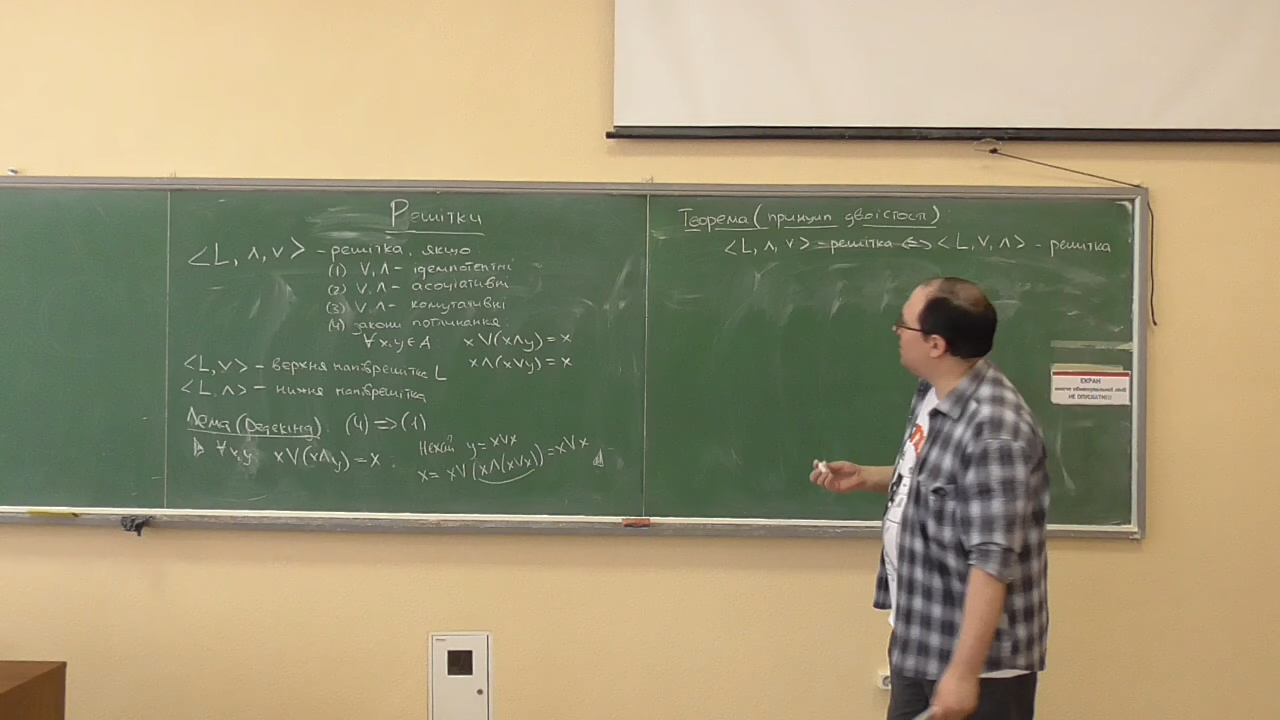 Решітки
<L, ∧, ∨> – решітка, якщо:
(1) ∨, ∧ – ідемпотентні
(2) ∨, ∧ – асоціативні
(3) ∨, ∧ – комутативні
(4) закони поглинання:
∀x,y∈A x∨(x∧y)=x
x∧(x∨y)=x
<L, ∨> – верхня напіврешітка L
<L, ∧> – нижня напіврешітка
Лема (Дедекінд): (4) ⇒ (1)
∀x,y x∨(x∧y)=x. Нехай y=x∨x
x=x∨(x∧(x∨x))=x∨x
Теорема (принцип двоїстості):
<L, ∧, ∨> – решітка ⇔ <L, ∨, ∧> – решітка
ЕКРАН
НЕ ОПУСКАТИ!!!